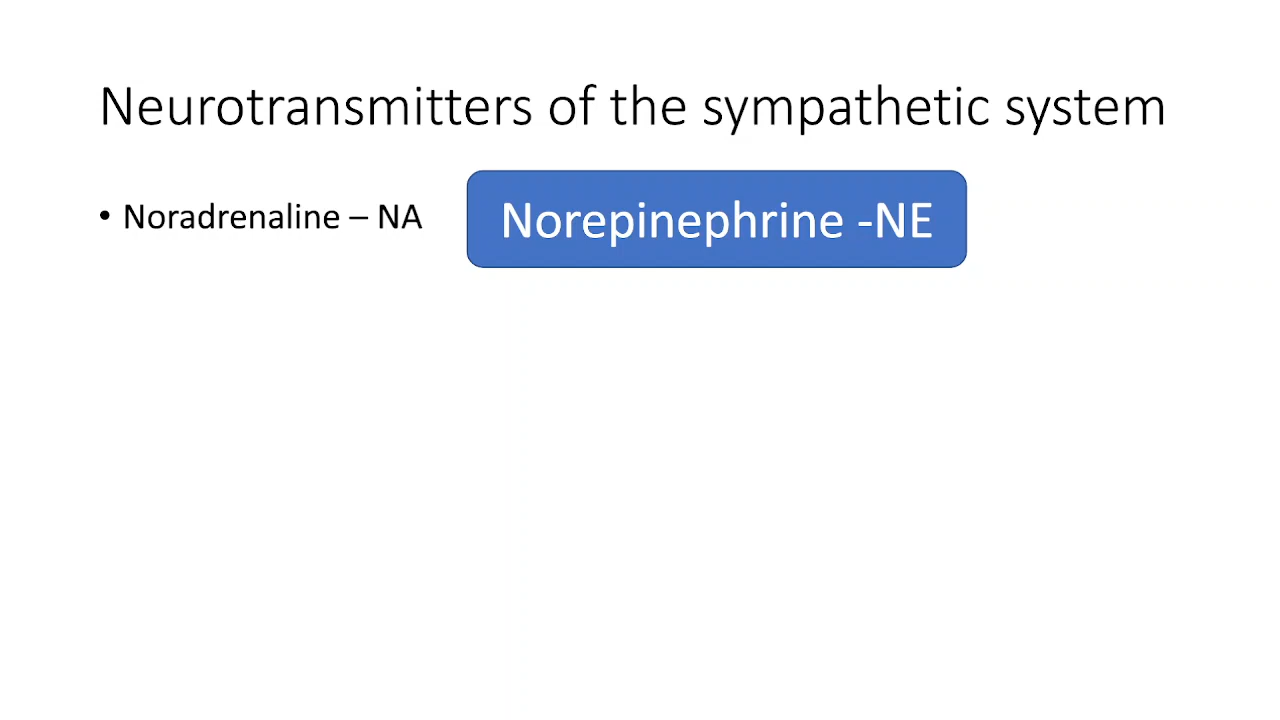 Neurotransmitters of the sympathetic system
• Noradrenaline – NA
Norepinephrine -NE